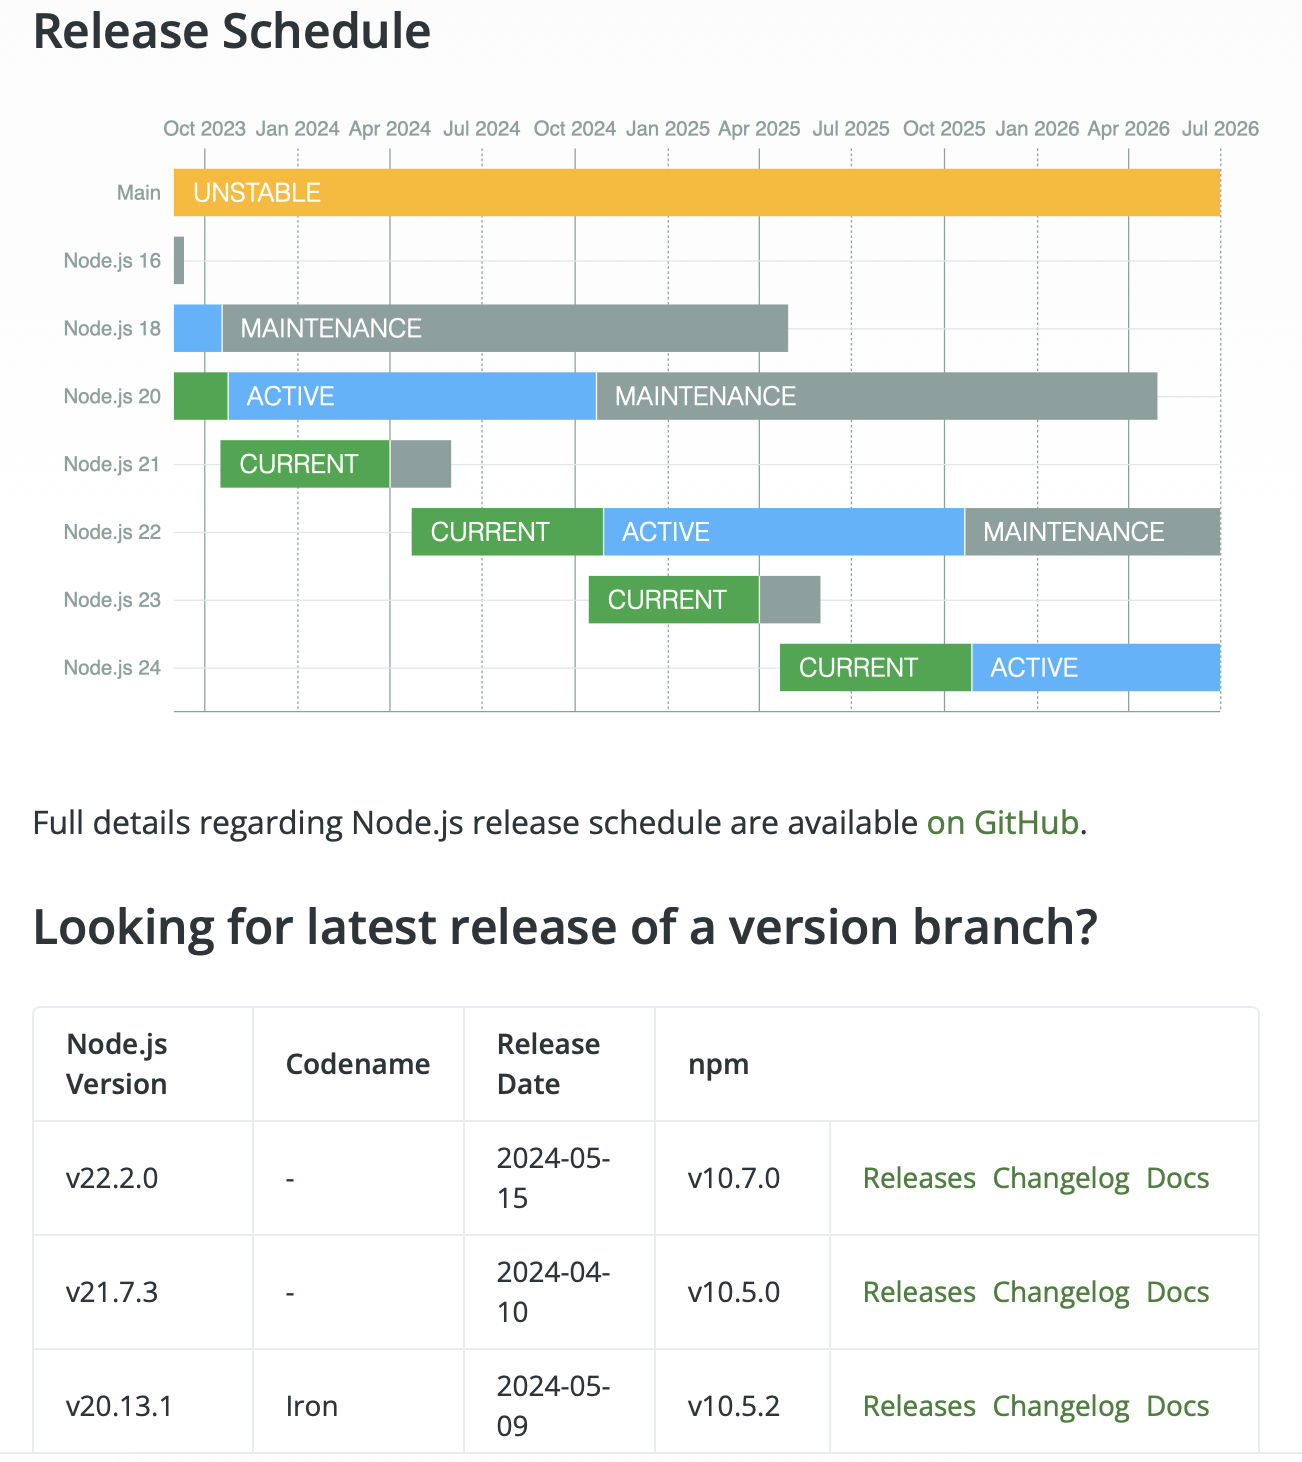 Release Schedule
Oct 2023 Jan 2024 Apr 2024 Jul 2024 Oct 2024 Jan 2025 Apr 2025 Jul 2025 Oct 2025 Jan 2026 Apr 2026 Jul 2026
Main UNSTABLE
Node.js 16
Node.js 18 MAINTENANCE
Node.js 20 ACTIVE MAINTENANCE
Node.js 21 CURRENT
Node.js 22 CURRENT ACTIVE MAINTENANCE
Node.js 23 CURRENT
Node.js 24 CURRENT ACTIVE
Full details regarding Node.js release schedule are available on GitHub.
Looking for latest release of a version branch?
Node.js
Version
Codename
Release
Date
npm
v22.2.0
-
2024-05-
15
v10.7.0
Releases Changelog Docs
v21.7.3
-
2024-04-
10
v10.5.0
Releases Changelog Docs
v20.13.1
Iron
2024-05-
09
v10.5.2
Releases Changelog Docs